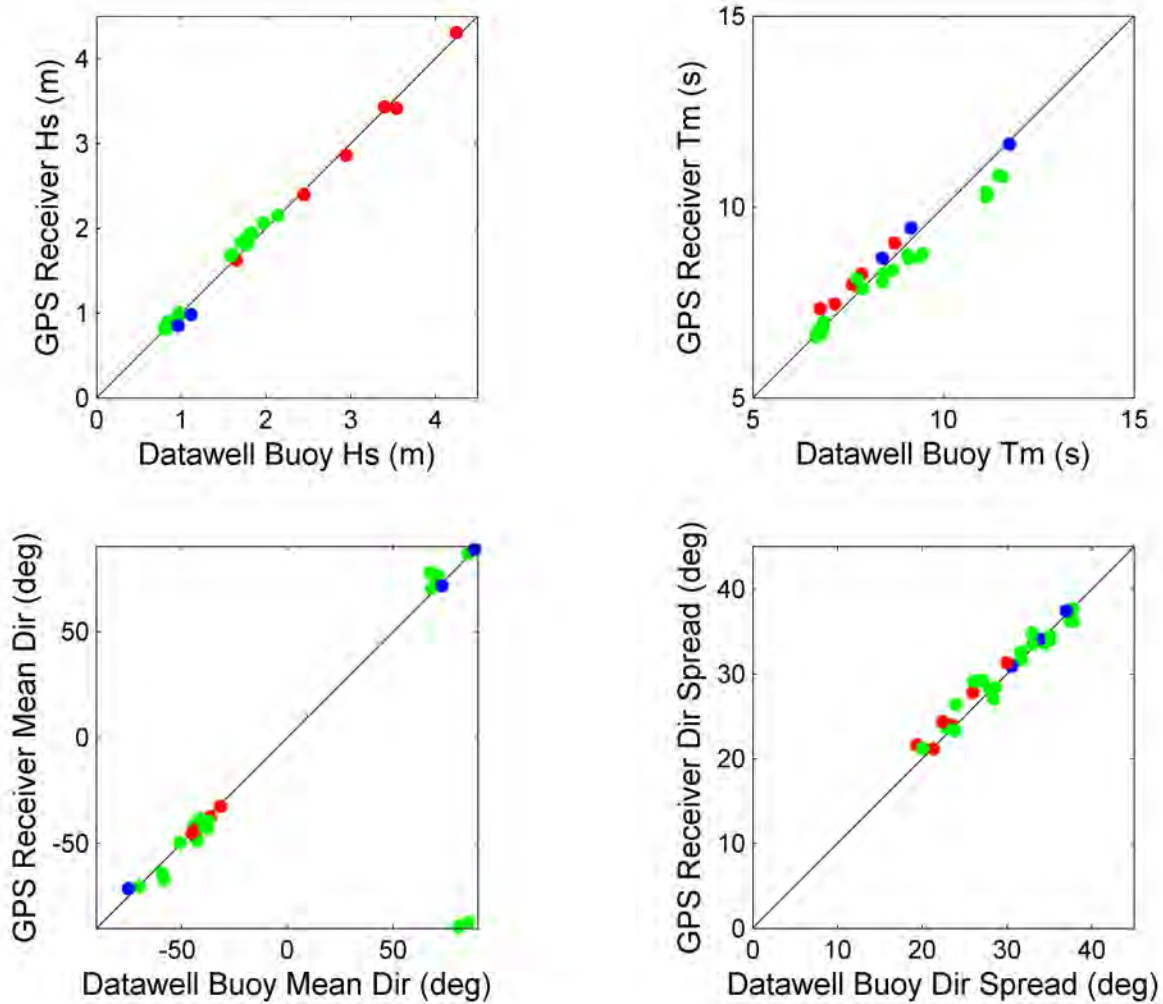 GPS Receiver Hs (m)
4
3
2
1
0
0 1 2 3 4
Datawell Buoy Hs (m)
GPS Receiver Tm (s)
15
10
5
5 10 15
Datawell Buoy Tm (s)
GPS Receiver Mean Dir (deg)
50
0
-50
-50 0 50
Datawell Buoy Mean Dir (deg)
GPS Receiver Dir Spread (deg)
40
30
20
10
0
0 10 20 30 40
Datawell Buoy Dir Spread (deg)